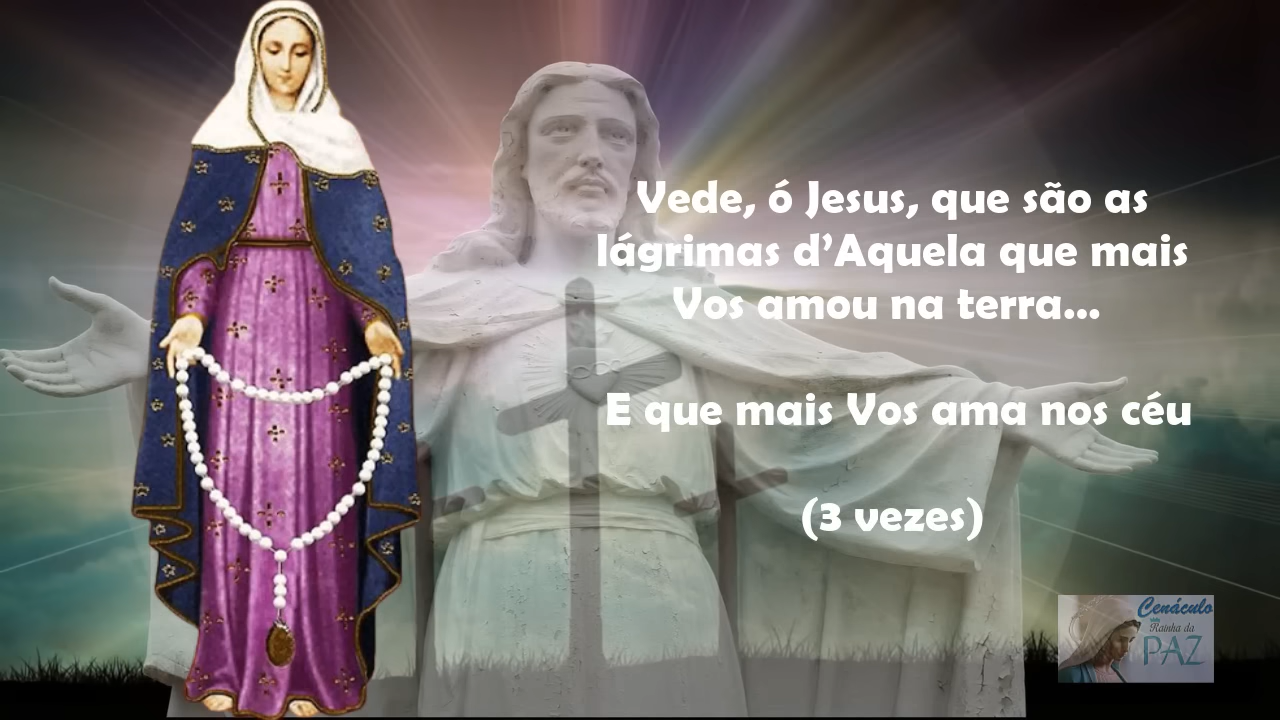 Vede, ó Jesus, que são as
lágrimas d’Aquela que mais
Vos amou na terra...
E que mais Vos ama nos céu
(3 vezes)
Cenáculo
Rainha da
PAZ